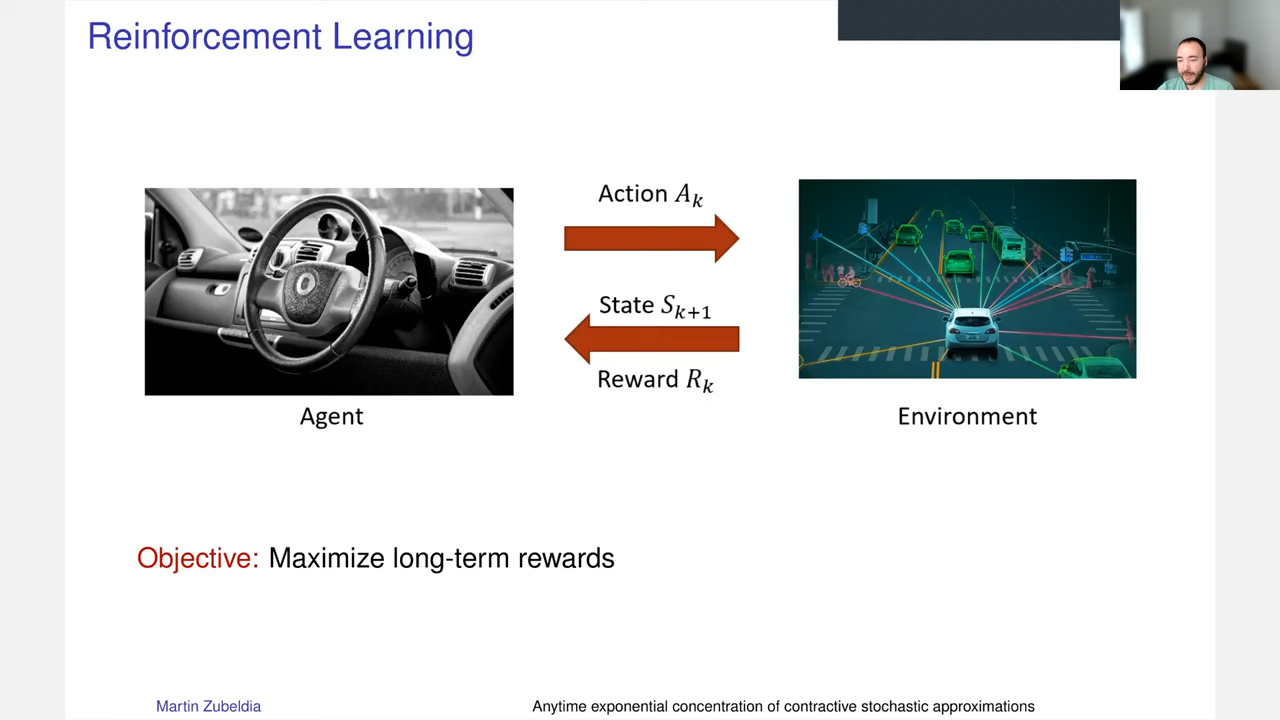 Reinforcement Learning
Action A_k
State S_{k+1}
Reward R_k
Agent
Environment
Objective: Maximize long-term rewards
Martin Zubeldia
Anytime exponential concentration of contractive stochastic approximations